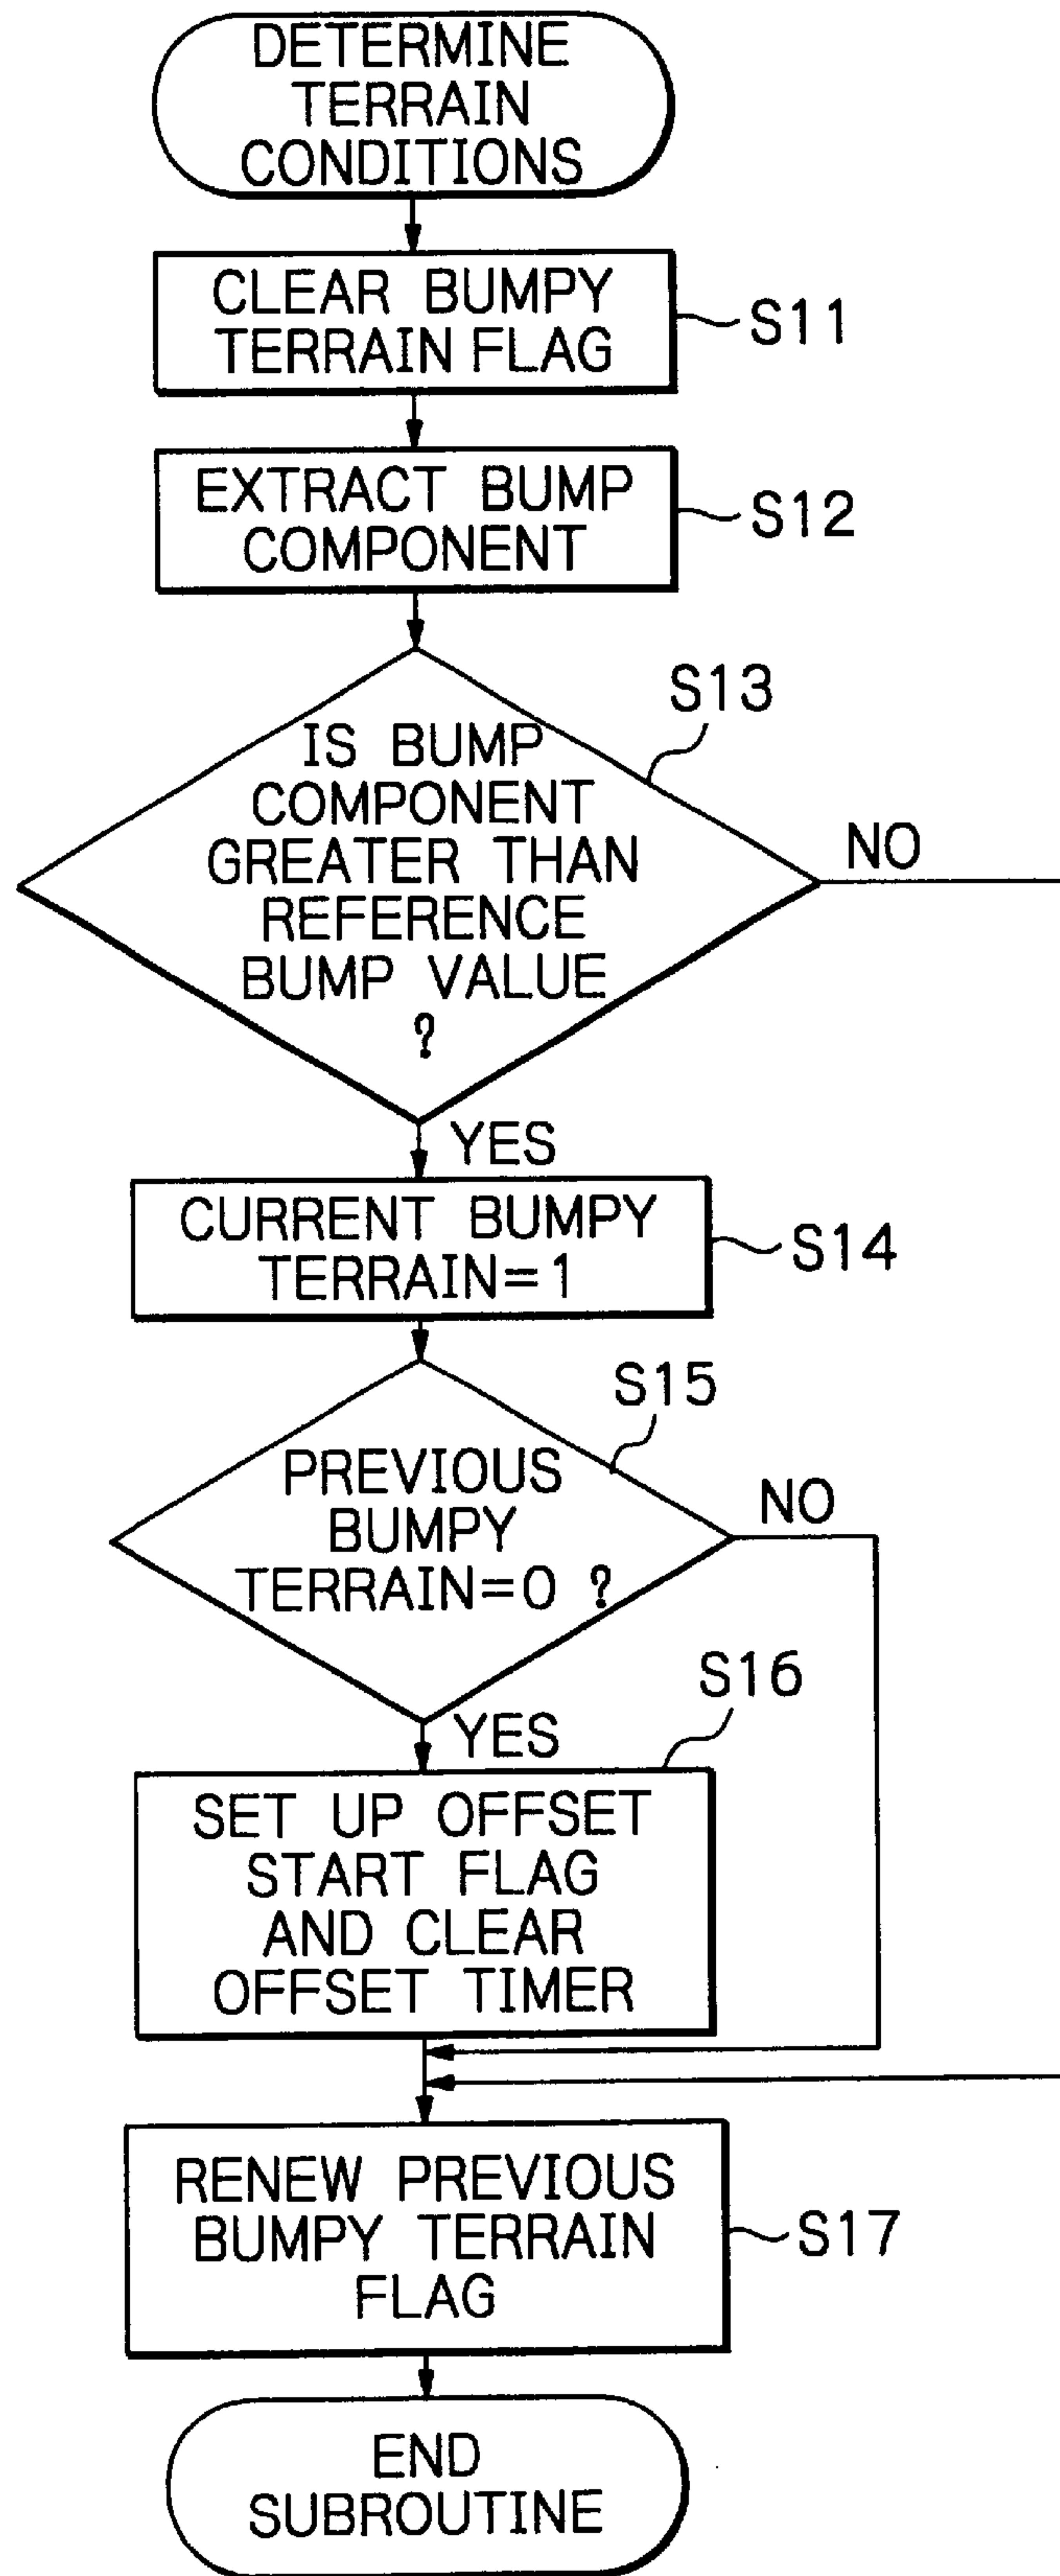 DETERMINE
TERRAIN
CONDITIONS
CLEAR BUMPY
TERRAIN FLAG
S11
EXTRACT BUMP
COMPONENT
S12
S13
IS BUMP
COMPONENT
GREATER THAN
REFERENCE
BUMP VALUE
?
NO
YES
CURRENT BUMPY
TERRAIN=1
S14
S15
PREVIOUS
BUMPY
TERRAIN=0 ?
NO
YES
S16
SET UP OFFSET
START FLAG
AND CLEAR
OFFSET TIMER
RENEW PREVIOUS
BUMPY TERRAIN
FLAG
S17
END
SUBROUTINE